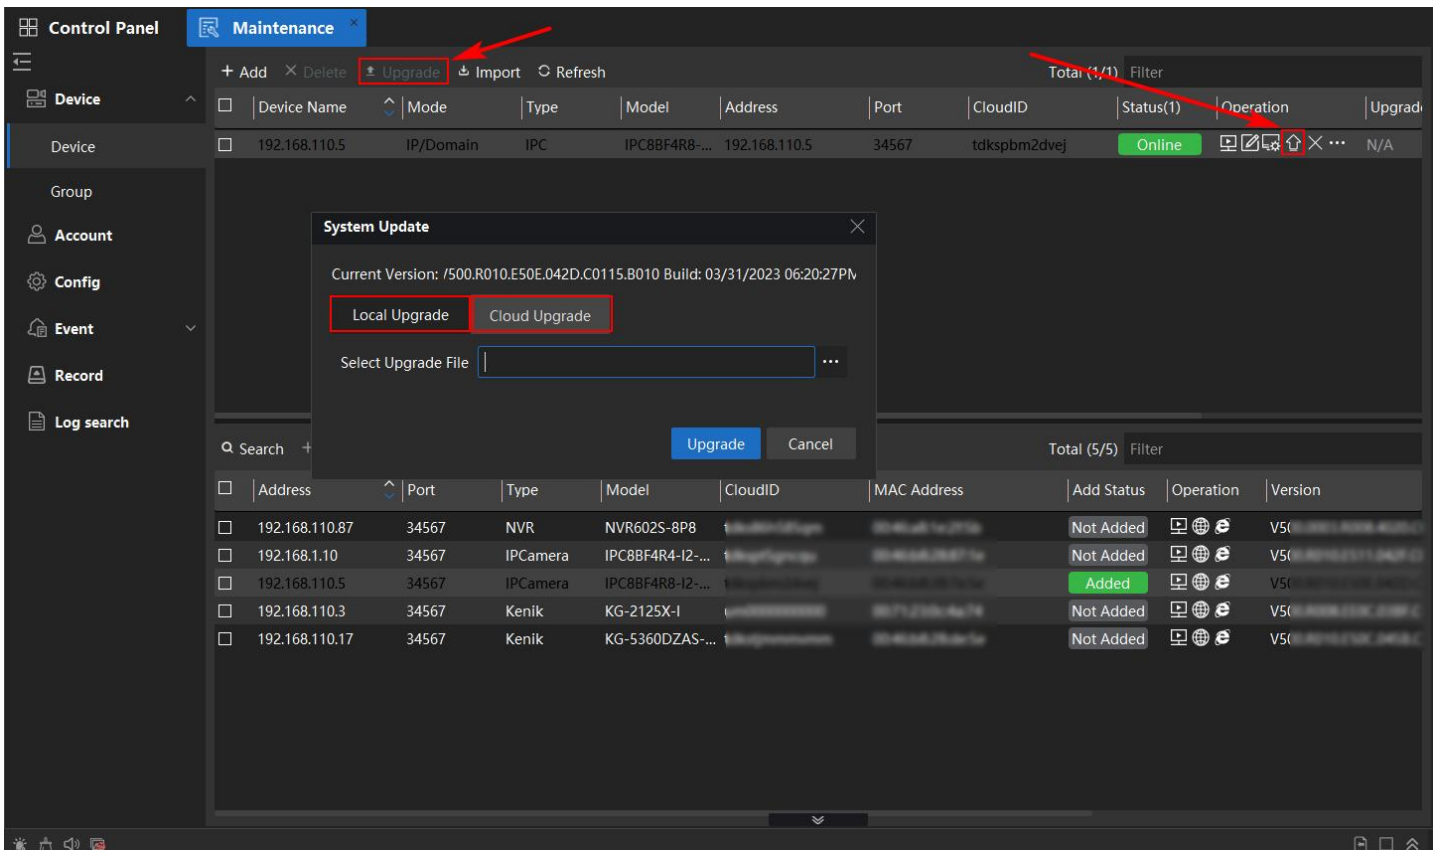 Control Panel
Maintenance
Add Delete Upgrade Import Refresh Total (1/1) Filter
Device
Device Name Mode Type Model Address Port CloudID Status(1) Operation Upgrad
Device
192.168.110.5 IP/Domain IPC IPC8BF4R8-... 192.168.110.5 34567 tdkspbm2dvej Online N/A
Group
Account
Config
Event
Record
Log search
System Update
Current Version: /500.R010.E50E.042D.C0115.B010 Build: 03/31/2023 06:20:27PM
Local Upgrade Cloud Upgrade
Select Upgrade File
Upgrade Cancel
Search Total (5/5) Filter
Address Port Type Model CloudID MAC Address Add Status Operation Version
192.168.110.87 34567 NVR NVR602S-8P8 Not Added
192.168.1.10 34567 IPCamera IPC8BF4R4-I2-... Not Added
192.168.110.5 34567 IPCamera IPC8BF4R8-I2-... Added
192.168.110.3 34567 Kenik KG-2125X-I Not Added
192.168.110.17 34567 Kenik KG-5360DZAS-... Not Added